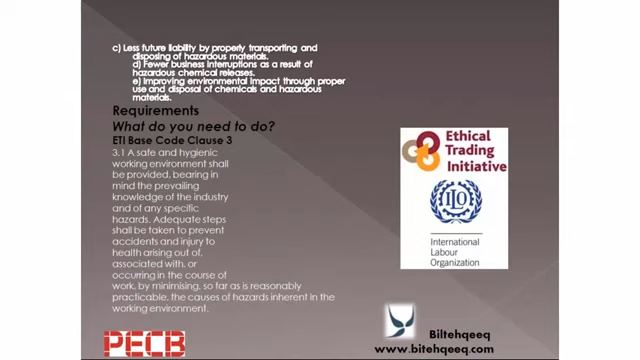 c) Less future liability by properly transporting and
disposing of hazardous materials.
d) Fewer business interruptions as a result of
hazardous chemical releases.
e) Improving environmental impact through proper
use and disposal of chemicals and hazardous
materials.
Requirements
What do you need to do?
ETI Base Code Clause 3
3.1 A safe and hygienic
working environment shall
be provided, bearing in
mind the prevailing
knowledge of the industry
and of any specific
hazards. Adequate steps
shall be taken to prevent
accidents and injury to
health arising out of,
associated with, or
occurring in the course of
work, by minimising, so far as is reasonably
practicable, the causes of hazards inherent in the
working environment.
Ethical
Trading
Initiative
ILO
International
Labour
Organization
PECB
Biltehqeeq
www.bitehqeeq.com